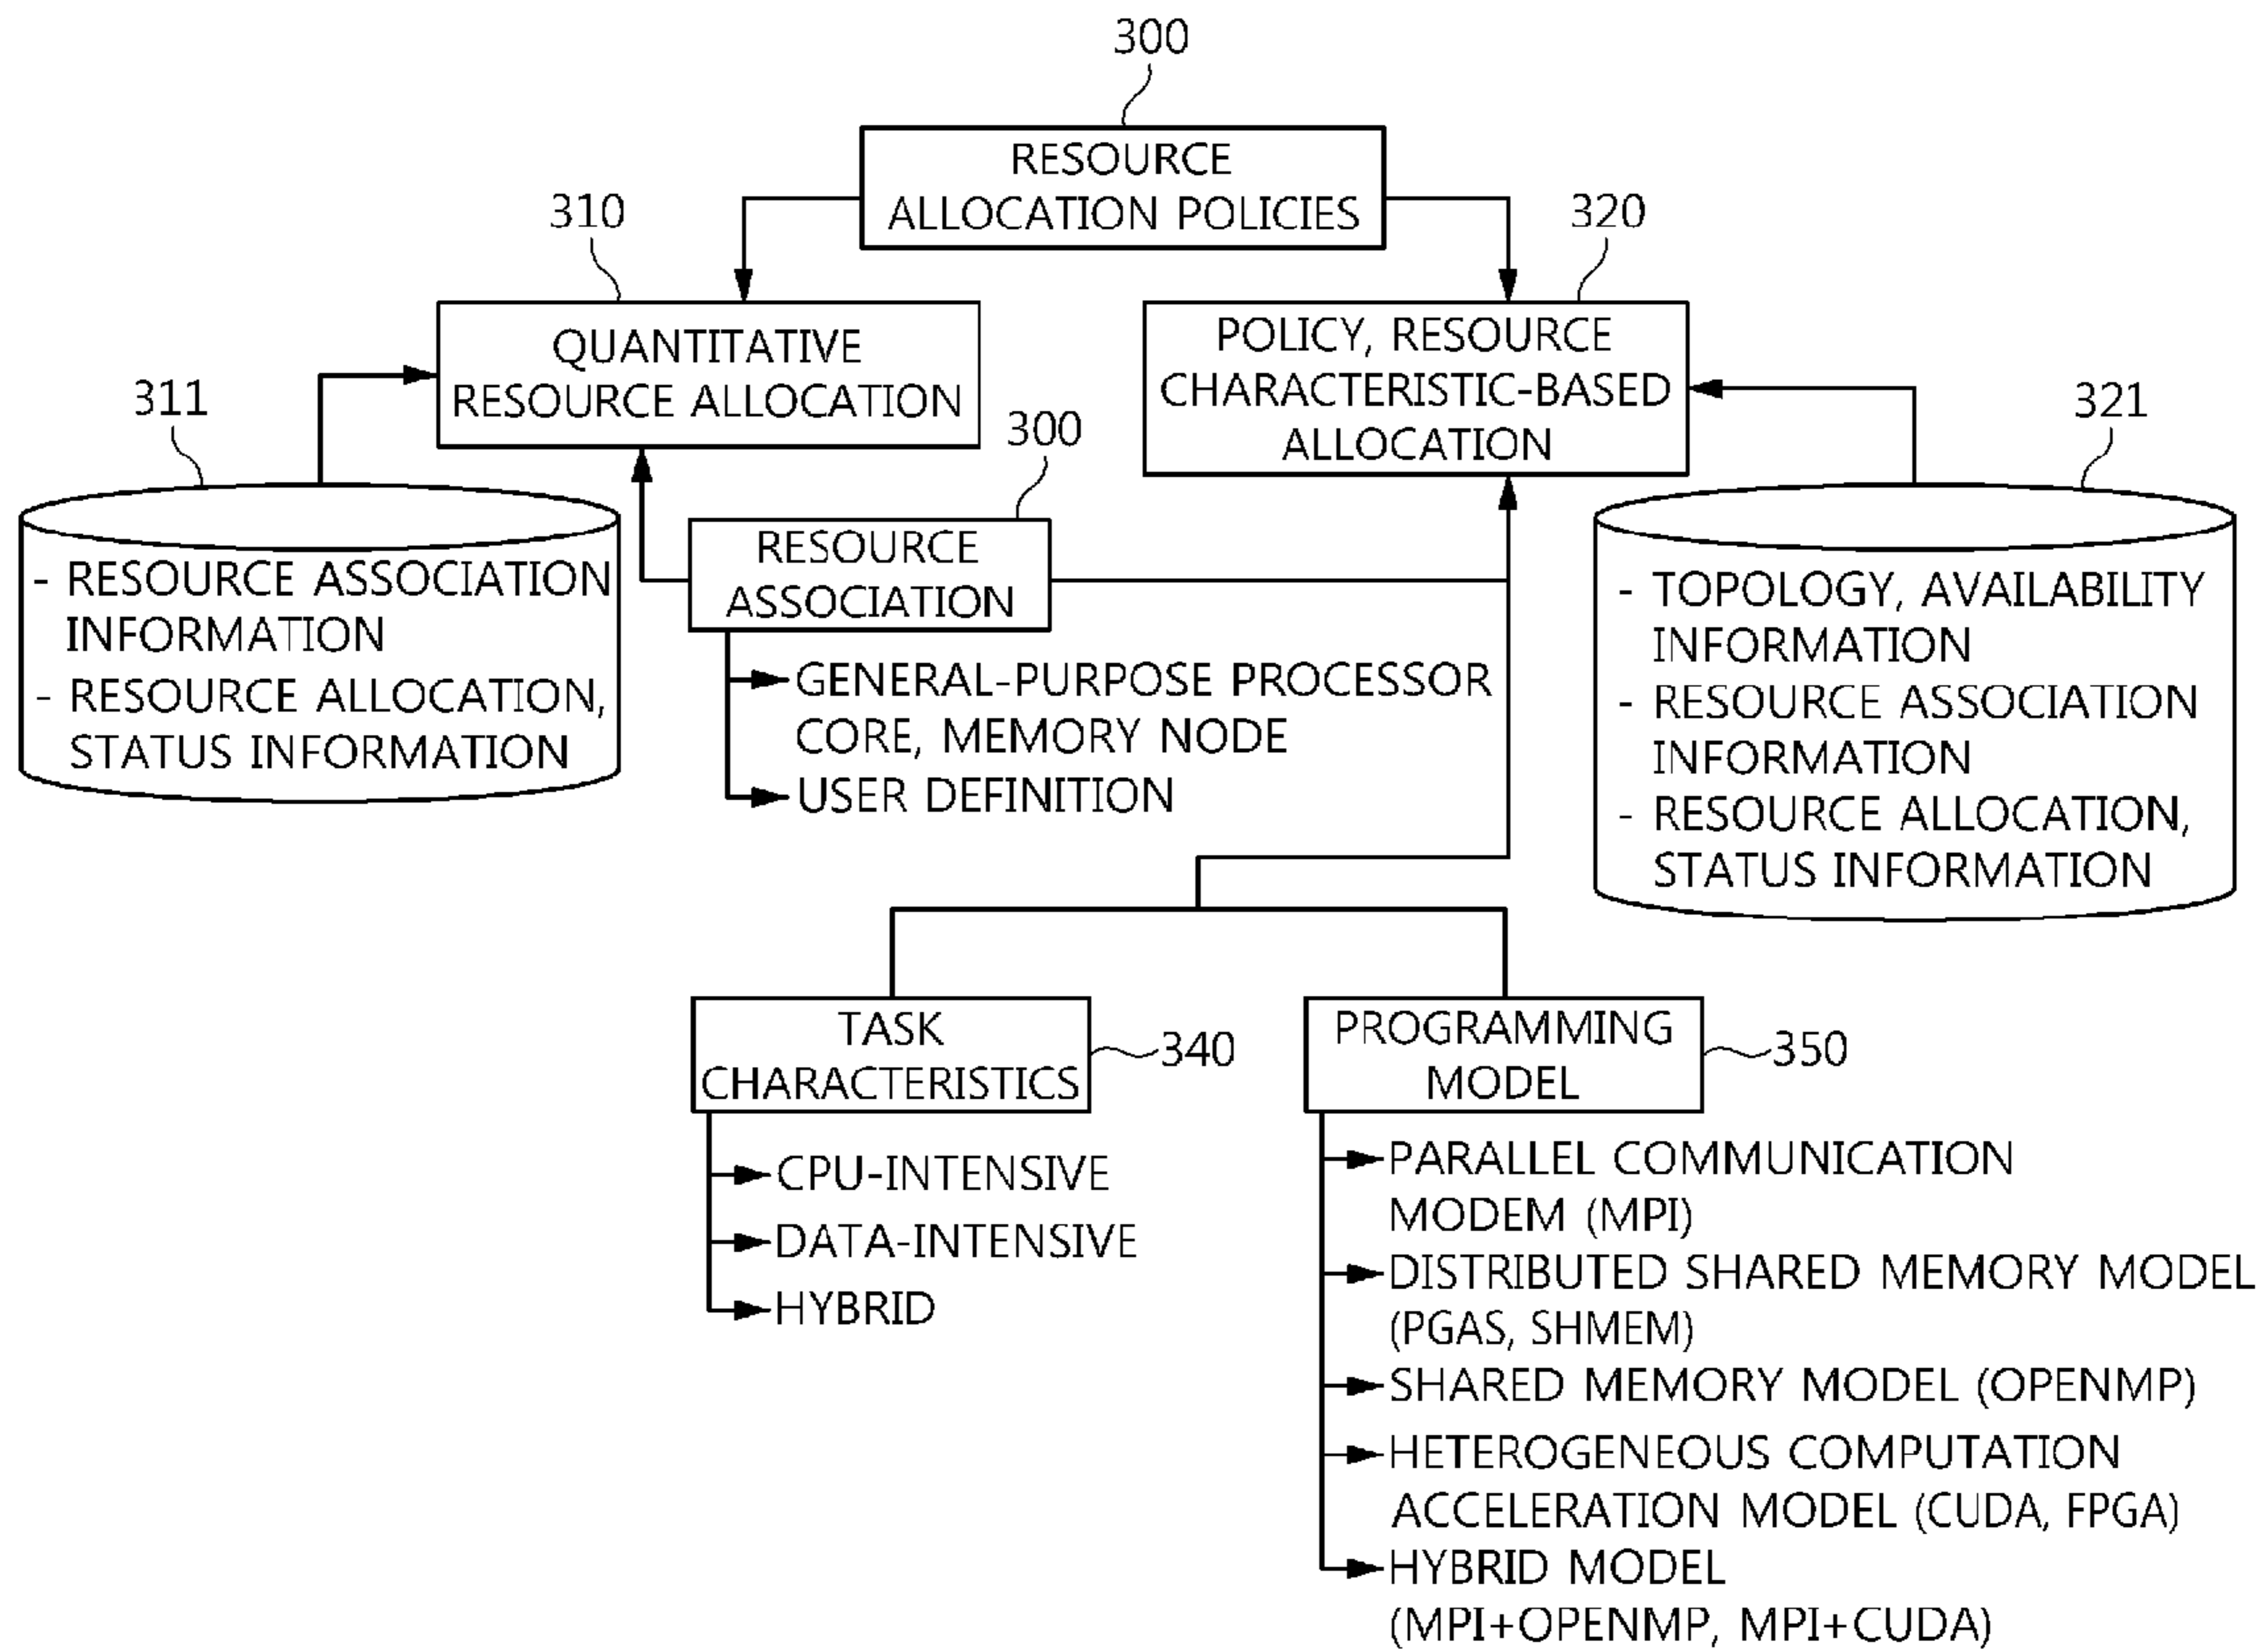 300
RESOURCE
ALLOCATION POLICIES
310
320
QUANTITATIVE
RESOURCE ALLOCATION
POLICY, RESOURCE
CHARACTERISTIC-BASED
ALLOCATION
311
300
321
- RESOURCE ASSOCIATION
INFORMATION
- RESOURCE ALLOCATION,
STATUS INFORMATION
RESOURCE
ASSOCIATION
GENERAL-PURPOSE PROCESSOR
CORE, MEMORY NODE
USER DEFINITION
- TOPOLOGY, AVAILABILITY
INFORMATION
- RESOURCE ASSOCIATION
INFORMATION
- RESOURCE ALLOCATION,
STATUS INFORMATION
TASK
CHARACTERISTICS
340
CPU-INTENSIVE
DATA-INTENSIVE
HYBRID
PROGRAMMING
MODEL
350
PARALLEL COMMUNICATION
MODEM (MPI)
DISTRIBUTED SHARED MEMORY MODEL
(PGAS, SHMEM)
SHARED MEMORY MODEL (OPENMP)
HETEROGENEOUS COMPUTATION
ACCELERATION MODEL (CUDA, FPGA)
HYBRID MODEL
(MPI+OPENMP, MPI+CUDA)